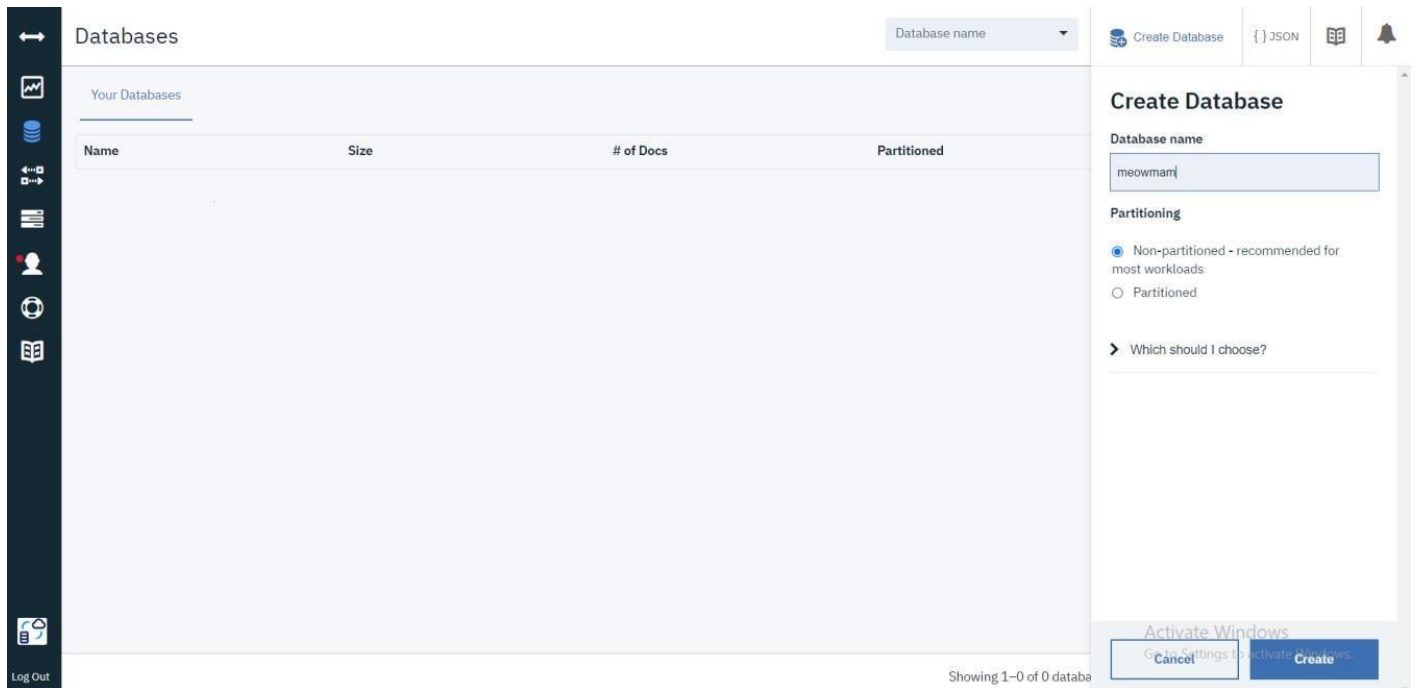 Databases
Database name
Create Database
{ } JSON
Your Databases
Name Size # of Docs Partitioned
Create Database
Database name
meowmam
Partitioning
Non-partitioned - recommended for
most workloads
Partitioned
Which should I choose?
Activate Windows
Go to Settings to activate Windows.
Cancel
Create
Showing 1–0 of 0 databa
Log Out